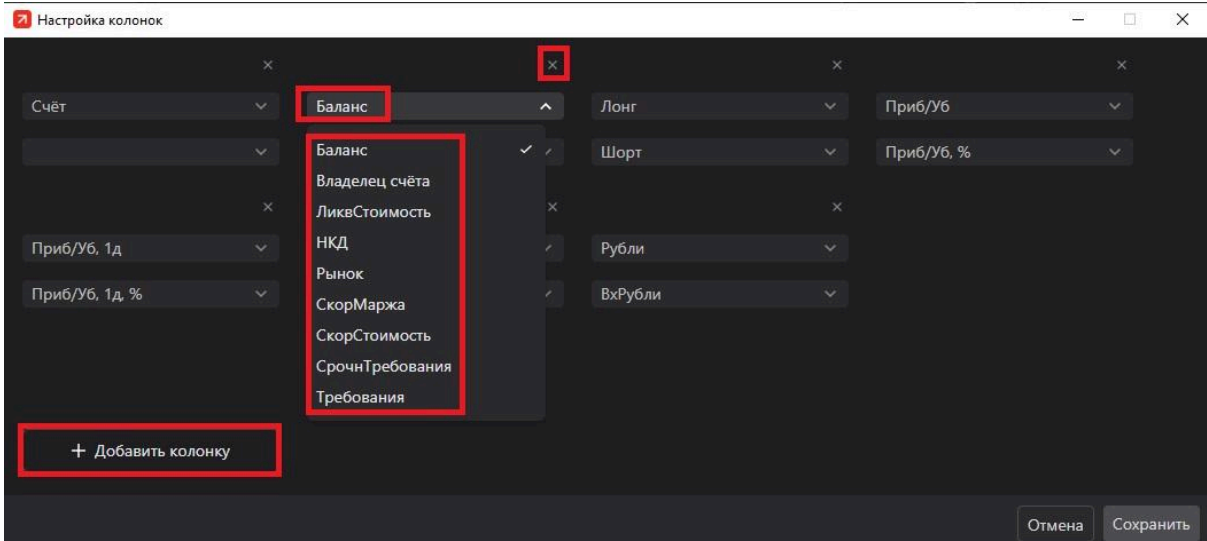 Настройка колонок
Счёт
Баланс
Лонг
Приб/Уб
Шорт
Приб/Уб, %
Баланс
Владелец счёта
ЛиквСтоимость
НКД
Рынок
СкорМаржа
СкорСтоимость
СрочнТребования
Требования
Приб/Уб, 1д
Рубли
Приб/Уб, 1д, %
ВхРубли
+ Добавить колонку
Отмена
Сохранить